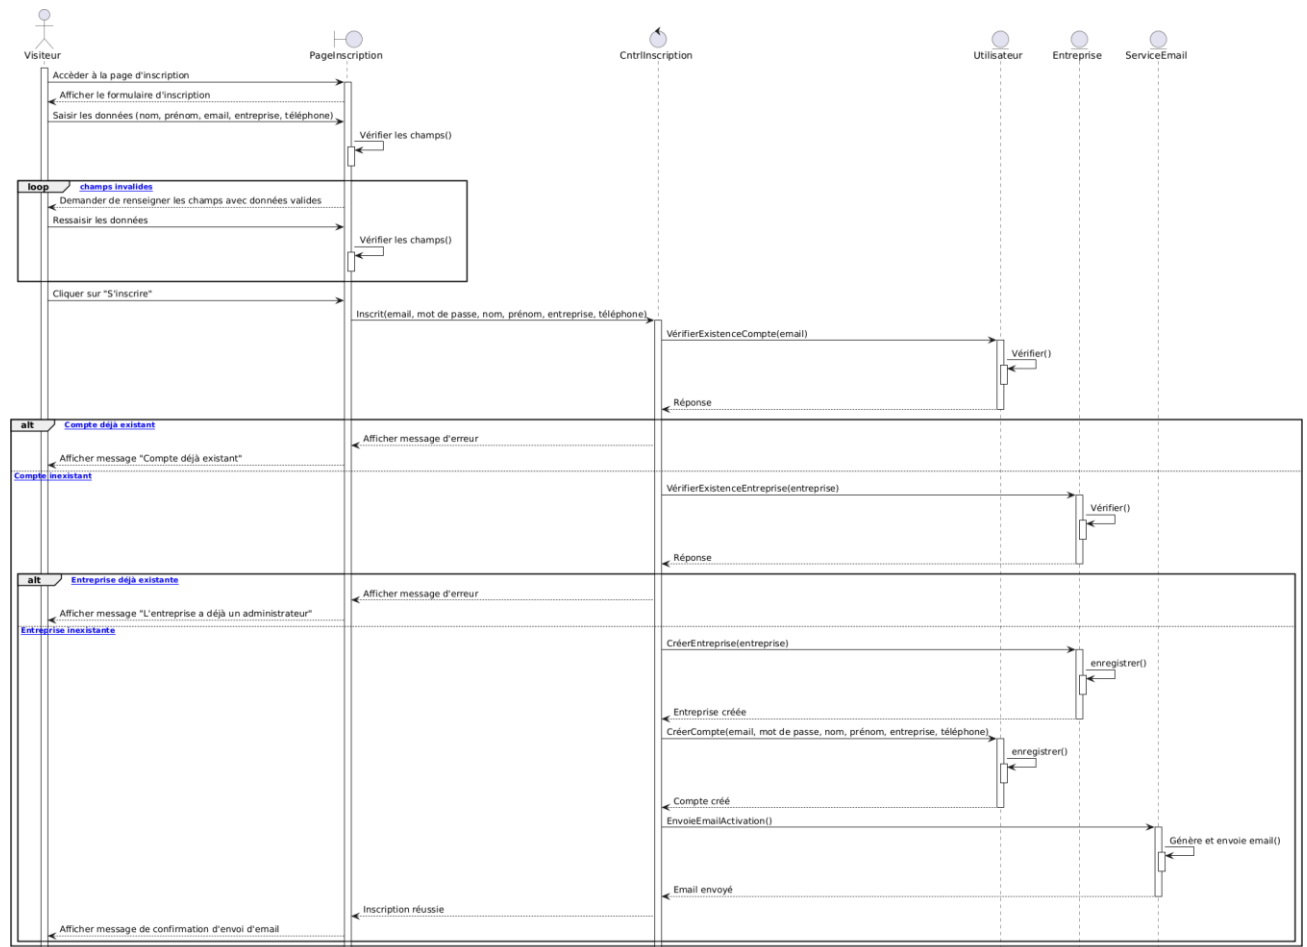 Visiteur
PageInscription
CntrlInscription
Utilisateur
Entreprise
ServiceEmail
Accèder à la page d'inscription
Afficher le formulaire d'inscription
Saisir les données (nom, prénom, email, entreprise, téléphone)
Vérifier les champs()
loop
champs invalides
Demander de renseigner les champs avec données valides
Ressaisir les données
Vérifier les champs()
Cliquer sur "S'inscrire"
Inscrit(email, mot de passe, nom, prénom, entreprise, téléphone)
VérifierExistenceCompte(email)
Vérifier()
Réponse
alt
Compte déjà existant
Afficher message d'erreur
Afficher message "Compte déjà existant"
Compte inexistant
VérifierExistenceEntreprise(entreprise)
Vérifier()
Réponse
alt
Entreprise déjà existante
Afficher message d'erreur
Afficher message "L'entreprise a déjà un administrateur"
Entreprise inexistante
CréerEntreprise(entreprise)
enregistrer()
Entreprise créée
CréerCompte(email, mot de passe, nom, prénom, entreprise, téléphone)
enregistrer()
Compte créé
EnvoieEmailActivation()
Génère et envoie email()
Email envoyé
Inscription réussie
Afficher message de confirmation d'envoi d'email